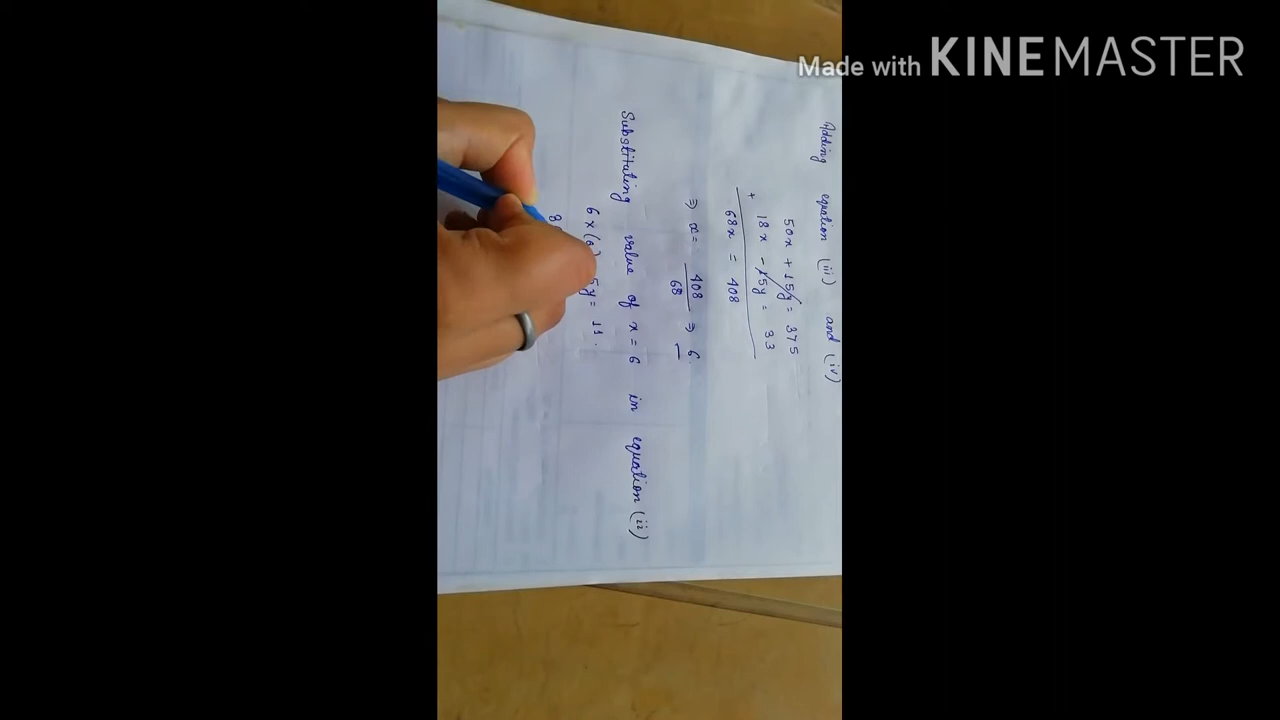 Made with KINEMASTER
Adding equation (iii) and (iv)
50x + 15y = 375
18x - 15y = 33
+
68x = 408
⇒ x = 408/68 ⇒ 6
Substituting value of x = 6 in equation (ii)
6 x (6) 5y = 11.
8